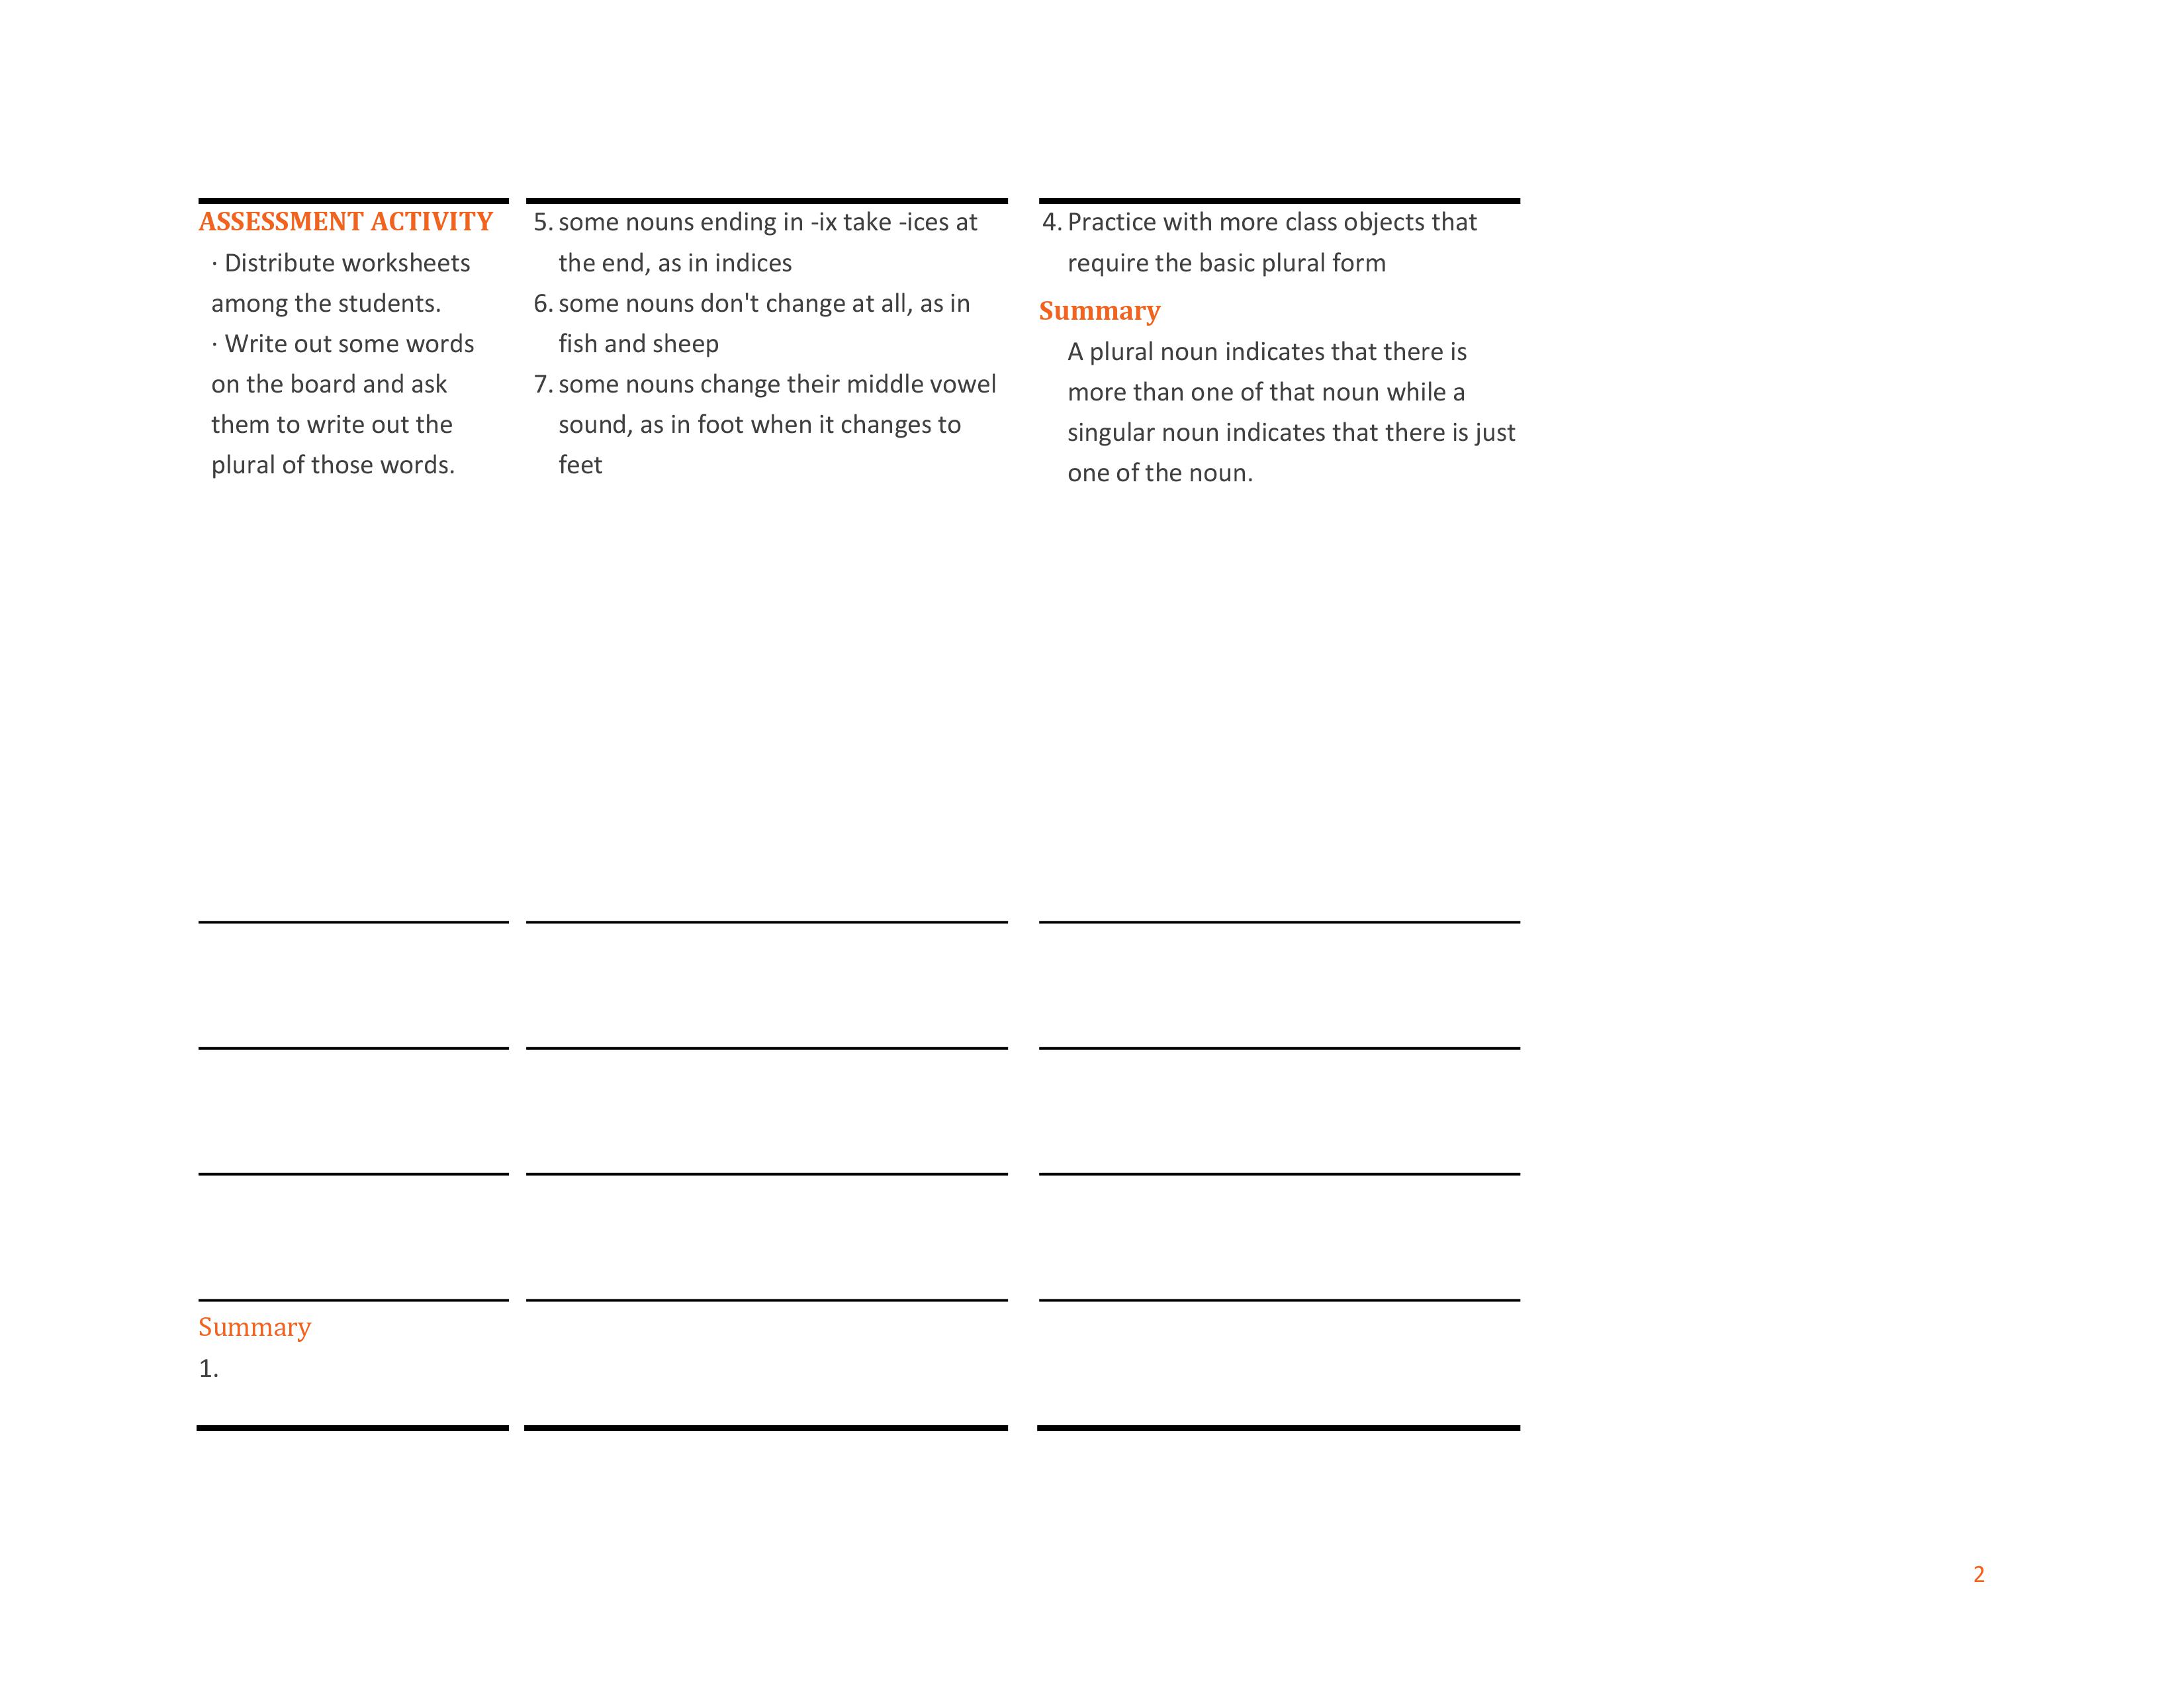 ASSESSMENT ACTIVITY
· Distribute worksheets
among the students.
· Write out some words
on the board and ask
them to write out the
plural of those words.
5. some nouns ending in -ix take -ices at
the end, as in indices
6. some nouns don't change at all, as in
fish and sheep
7. some nouns change their middle vowel
sound, as in foot when it changes to
feet
4. Practice with more class objects that
require the basic plural form
Summary
A plural noun indicates that there is
more than one of that noun while a
singular noun indicates that there is just
one of the noun.
Summary
1.
2